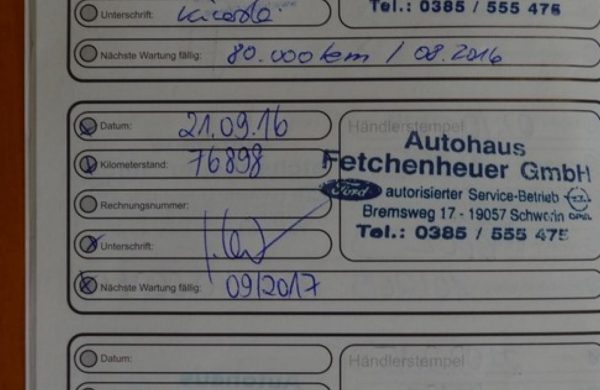 Tel.: 0385 / 555 475
Unterschrift:
Nächste Wartung fällig: 80.000 km / 08.2016
Datum: 21.09.16
Händlerstempel
Kilometerstand: 76898
Autohaus
Fetchenheuer GmbH
Rechnungsnummer:
Ford autorisierter Service-Betrieb
Bremsweg 17 - 19057 Schwerin OPEL
Unterschrift:
Tel.: 0385 / 555 475
Nächste Wartung fällig: 09/2017
Datum:
Händlerstempel